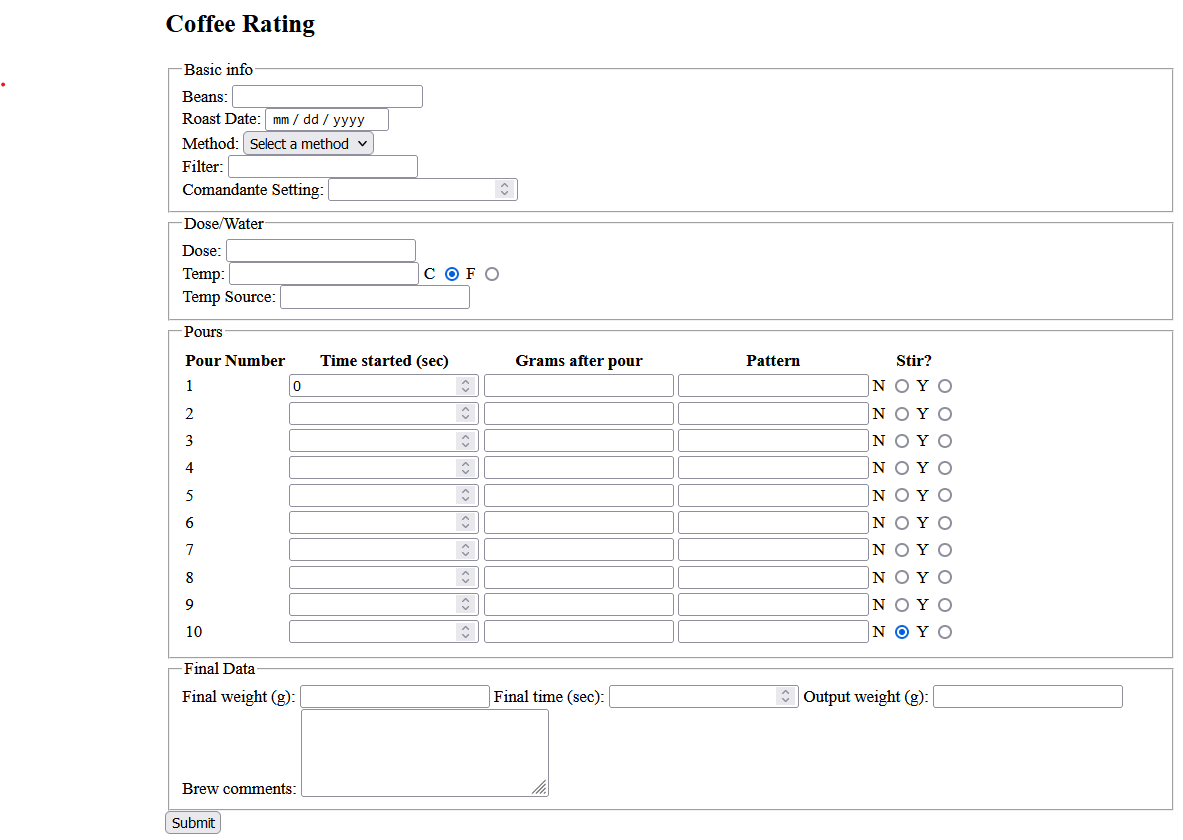 Coffee Rating
Basic info
Beans:
Roast Date: mm / dd / yyyy
Method: Select a method
Filter:
Comandante Setting:
Dose/Water
Dose:
Temp: C F
Temp Source:
Pours
Pour Number Time started (sec) Grams after pour Pattern Stir?
1 0 N Y
2 N Y
3 N Y
4 N Y
5 N Y
6 N Y
7 N Y
8 N Y
9 N Y
10 N Y
Final Data
Final weight (g): Final time (sec): Output weight (g):
Brew comments:
Submit